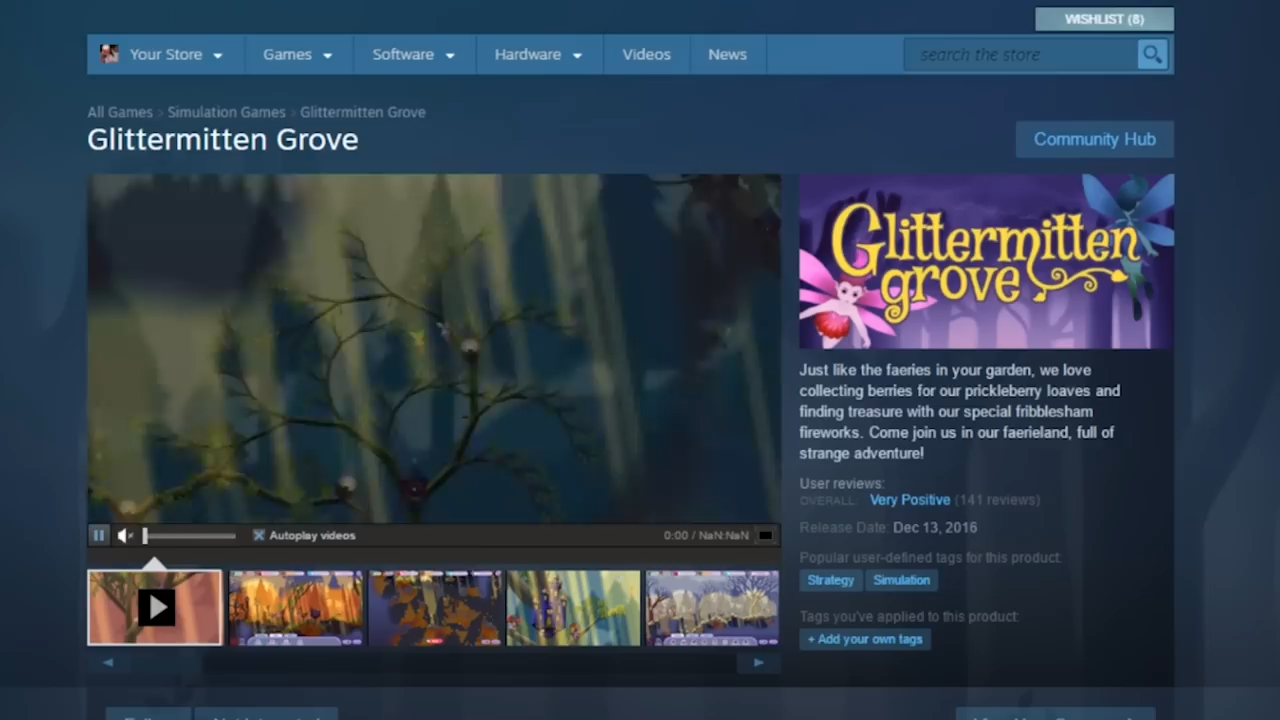 WISHLIST (8)
Your Store Games Software Hardware Videos News search the store
All Games > Simulation Games > Glittermitten Grove
Glittermitten Grove
Community Hub
Glittermitten
grove
Just like the faeries in your garden, we love
collecting berries for our prickleberry loaves and
finding treasure with our special fribblesham
fireworks. Come join us in our faerieland, full of
strange adventure!
User reviews:
OVERALL: Very Positive (141 reviews)
Release Date: Dec 13, 2016
Popular user-defined tags for this product:
Strategy Simulation
Tags you've applied to this product:
+ Add your own tags
Autoplay videos 0:00 / NaN:NaN